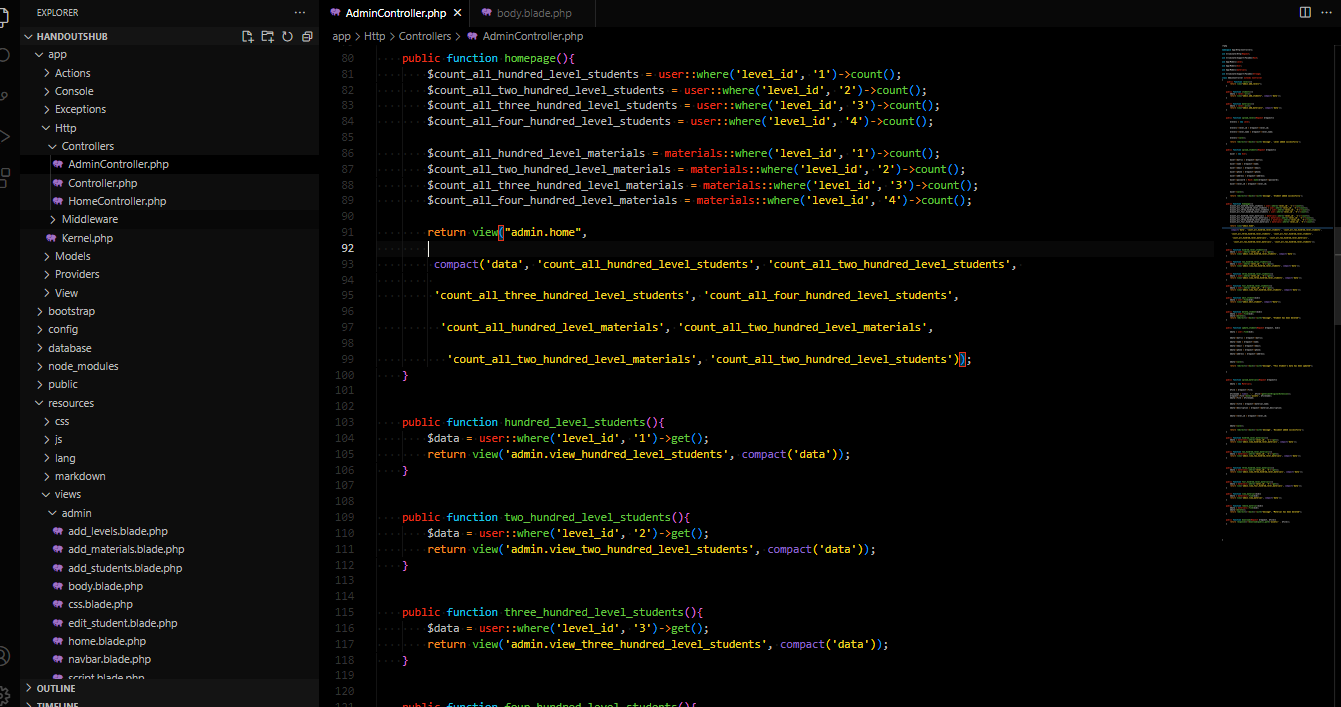 EXPLORER
HANDOUTSHUB
app
Actions
Console
Exceptions
Http
Controllers
AdminController.php
Controller.php
HomeController.php
Middleware
Kernel.php
Models
Providers
View
bootstrap
config
database
node_modules
public
resources
css
js
lang
markdown
views
admin
add_levels.blade.php
add_materials.blade.php
add_students.blade.php
body.blade.php
css.blade.php
edit_student.blade.php
home.blade.php
navbar.blade.php
script.blade.php
OUTLINE
TIMELINE
AdminController.php body.blade.php
app > Http > Controllers > AdminController.php
80 public function homepage(){
81 $count_all_hundred_level_students = user::where('level_id', '1')->count();
82 $count_all_two_hundred_level_students = user::where('level_id', '2')->count();
83 $count_all_three_hundred_level_students = user::where('level_id', '3')->count();
84 $count_all_four_hundred_level_students = user::where('level_id', '4')->count();
85
86 $count_all_hundred_level_materials = materials::where('level_id', '1')->count();
87 $count_all_two_hundred_level_materials = materials::where('level_id', '2')->count();
88 $count_all_three_hundred_level_materials = materials::where('level_id', '3')->count();
89 $count_all_four_hundred_level_materials = materials::where('level_id', '4')->count();
90
91 return view("admin.home",
92
93 compact('data', 'count_all_hundred_level_students', 'count_all_two_hundred_level_students',
94
95 'count_all_three_hundred_level_students', 'count_all_four_hundred_level_students',
96
97 'count_all_hundred_level_materials', 'count_all_two_hundred_level_materials',
98
99 'count_all_two_hundred_level_materials', 'count_all_two_hundred_level_students'));
100 }
101
102
103 public function hundred_level_students(){
104 $data = user::where('level_id', '1')->get();
105 return view('admin.view_hundred_level_students', compact('data'));
106 }
107
108
109 public function two_hundred_level_students(){
110 $data = user::where('level_id', '2')->get();
111 return view('admin.view_two_hundred_level_students', compact('data'));
112 }
113
114
115 public function three_hundred_level_students(){
116 $data = user::where('level_id', '3')->get();
117 return view('admin.view_three_hundred_level_students', compact('data'));
118 }
119
120
121 public function four_hundred_level_students(){